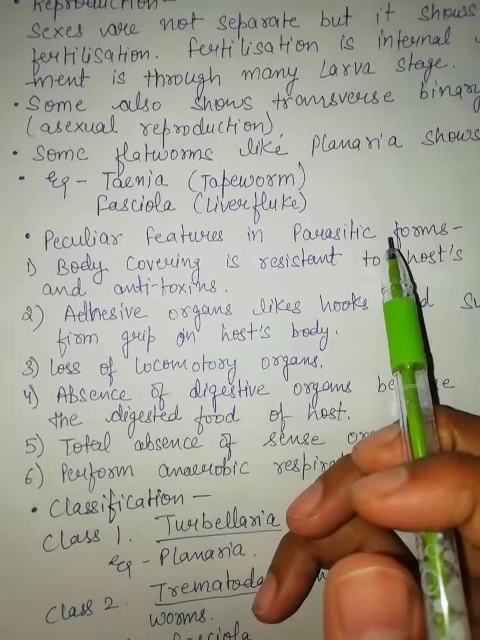 • Reproduction -
Sexes are not separate but it shows
fertilisation. Fertilisation is internal
ment is through many Larva stage.
• Some also shows transverse binary
(asexual reproduction)
• Some flatworms like Planaria shows
• Eg - Taenia (Tapeworm)
Fasciola (Liverfluke)
• Peculiar features in Parasitic forms -
1) Body Covering is resistant to host's
and anti-toxins.
2) Adhesive organs likes hooks
firm grip on host's body.
3) Loss of locomotory organs.
4) Absence of digestive organs
the digested food of host.
5) Total absence of sense
6) Perform anaerobic
• Classification -
Class 1. Turbellaria
eg - Planaria.
Class 2. Trematoda
worms.
Fasciola